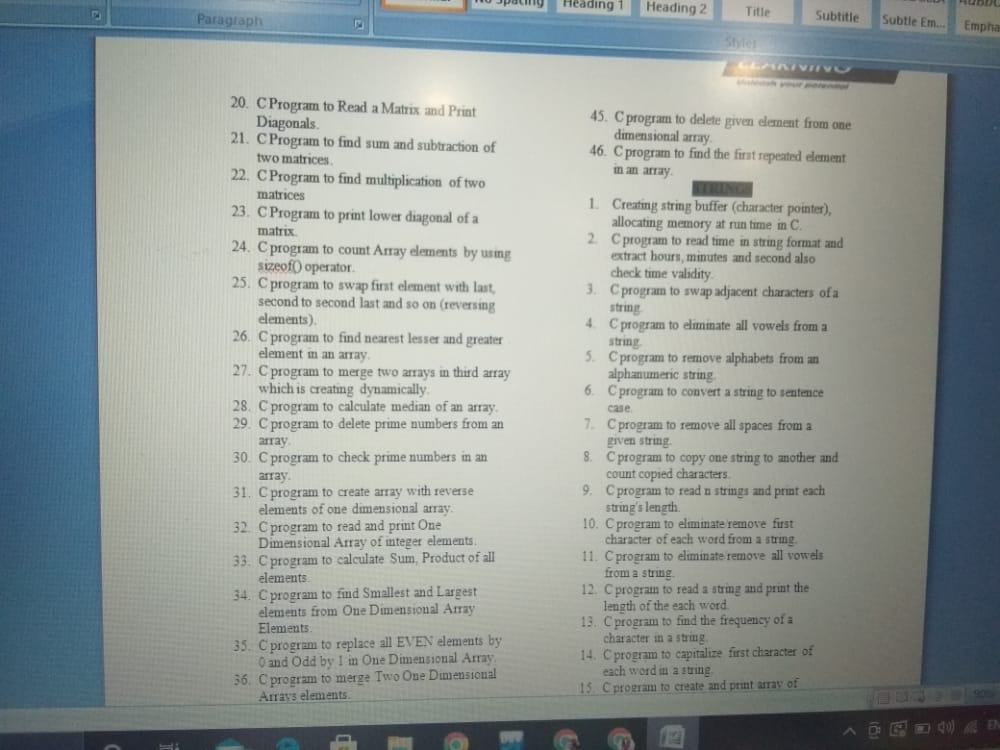 Paragraph
No Spacing
Heading 1
Heading 2
Title
Subtitle
Subtle Em...
Empha
Styles
LEARNING
Unleash your potential
20. C Program to Read a Matrix and Print
Diagonals.
21. C Program to find sum and subtraction of
two matrices.
22. C Program to find multiplication of two
matrices
23. C Program to print lower diagonal of a
matrix.
24. C program to count Array elements by using
sizeof() operator.
25. C program to swap first element with last,
second to second last and so on (reversing
elements).
26. C program to find nearest lesser and greater
element in an array.
27. C program to merge two arrays in third array
which is creating dynamically.
28. C program to calculate median of an array.
29. C program to delete prime numbers from an
array.
30. C program to check prime numbers in an
array.
31. C program to create array with reverse
elements of one dimensional array.
32. C program to read and print One
Dimensional Array of integer elements.
33. C program to calculate Sum, Product of all
elements.
34. C program to find Smallest and Largest
elements from One Dimensional Array
Elements.
35. C program to replace all EVEN elements by
0 and Odd by 1 in One Dimensional Array.
36. C program to merge Two One Dimensional
Arrays elements.
45. C program to delete given element from one
dimensional array.
46. C program to find the first repeated element
in an array.
STRINGS
1. Creating string buffer (character pointer),
allocating memory at run time in C.
2. C program to read time in string format and
extract hours, minutes and second also
check time validity.
3. C program to swap adjacent characters of a
string.
4. C program to eliminate all vowels from a
string.
5. C program to remove alphabets from an
alphanumeric string.
6. C program to convert a string to sentence
case.
7. C program to remove all spaces from a
given string.
8. C program to copy one string to another and
count copied characters.
9. C program to read n strings and print each
string's length.
10. C program to eliminate/remove first
character of each word from a string.
11. C program to eliminate/remove all vowels
from a string.
12. C program to read a string and print the
length of the each word.
13. C program to find the frequency of a
character in a string.
14. C program to capitalize first character of
each word in a string.
15. C program to create and print array of
90%
EN